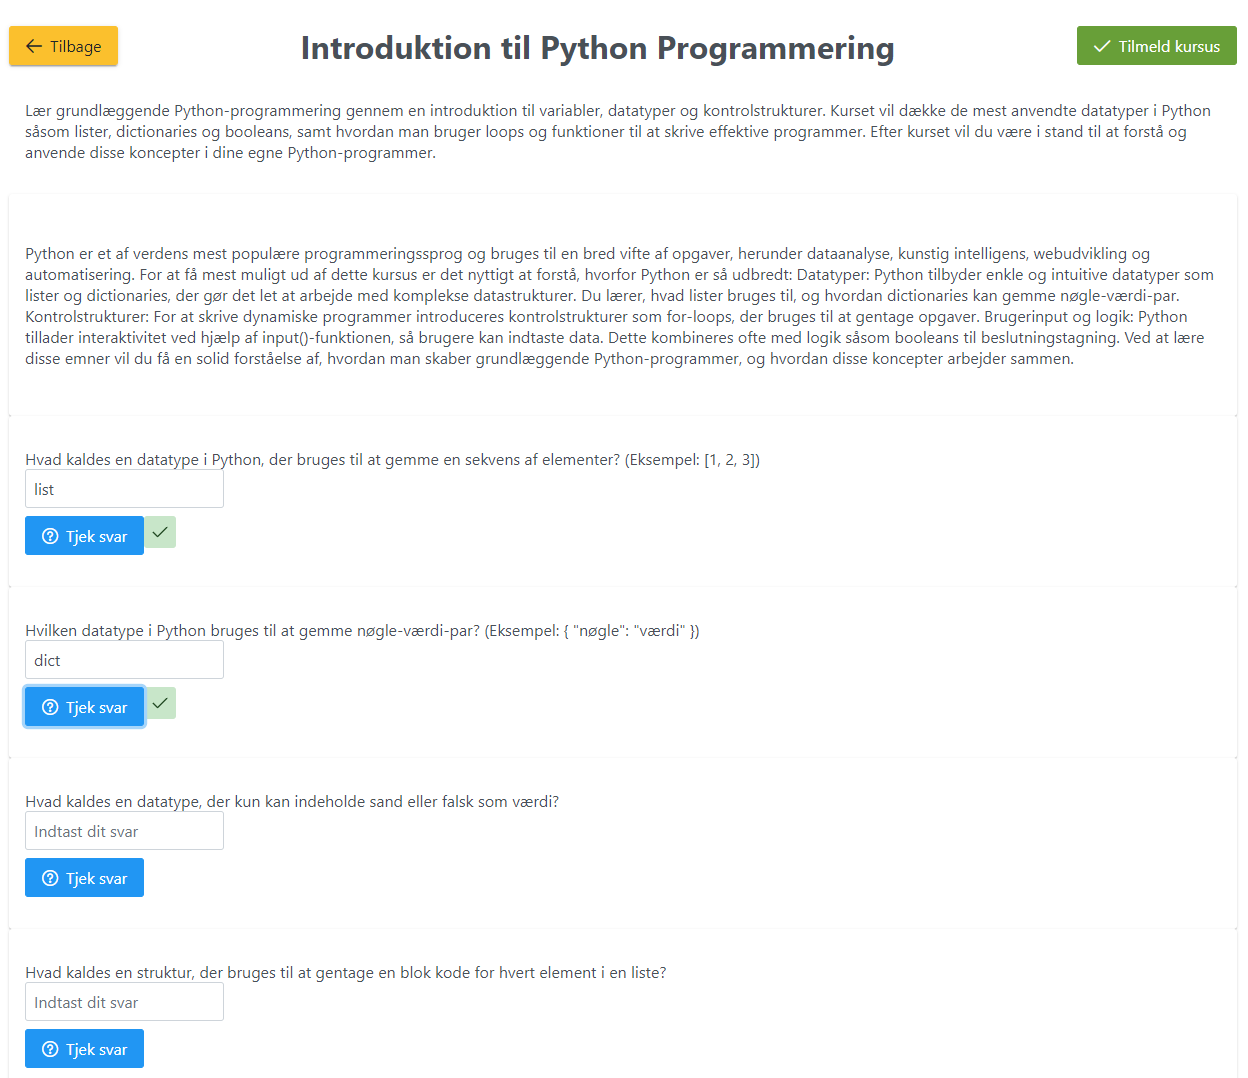 Tilbage
Introduktion til Python Programmering
Tilmeld kursus
Lær grundlæggende Python-programmering gennem en introduktion til variabler, datatyper og kontrolstrukturer. Kurset vil dække de mest anvendte datatyper i Python
såsom lister, dictionaries og booleans, samt hvordan man bruger loops og funktioner til at skrive effektive programmer. Efter kurset vil du være i stand til at forstå og
anvende disse koncepter i dine egne Python-programmer.
Python er et af verdens mest populære programmeringssprog og bruges til en bred vifte af opgaver, herunder dataanalyse, kunstig intelligens, webudvikling og
automatisering. For at få mest muligt ud af dette kursus er det nyttigt at forstå, hvorfor Python er så udbredt: Datatyper: Python tilbyder enkle og intuitive datatyper som
lister og dictionaries, der gør det let at arbejde med komplekse datastrukturer. Du lærer, hvad lister bruges til, og hvordan dictionaries kan gemme nøgle-værdi-par.
Kontrolstrukturer: For at skrive dynamiske programmer introduceres kontrolstrukturer som for-loops, der bruges til at gentage opgaver. Brugerinput og logik: Python
tillader interaktivitet ved hjælp af input()-funktionen, så brugere kan indtaste data. Dette kombineres ofte med logik såsom booleans til beslutningstagning. Ved at lære
disse emner vil du få en solid forståelse af, hvordan man skaber grundlæggende Python-programmer, og hvordan disse koncepter arbejder sammen.
Hvad kaldes en datatype i Python, der bruges til at gemme en sekvens af elementer? (Eksempel: [1, 2, 3])
list
Tjek svar
Hvilken datatype i Python bruges til at gemme nøgle-værdi-par? (Eksempel: { "nøgle": "værdi" })
dict
Tjek svar
Hvad kaldes en datatype, der kun kan indeholde sand eller falsk som værdi?
Indtast dit svar
Tjek svar
Hvad kaldes en struktur, der bruges til at gentage en blok kode for hvert element i en liste?
Indtast dit svar
Tjek svar